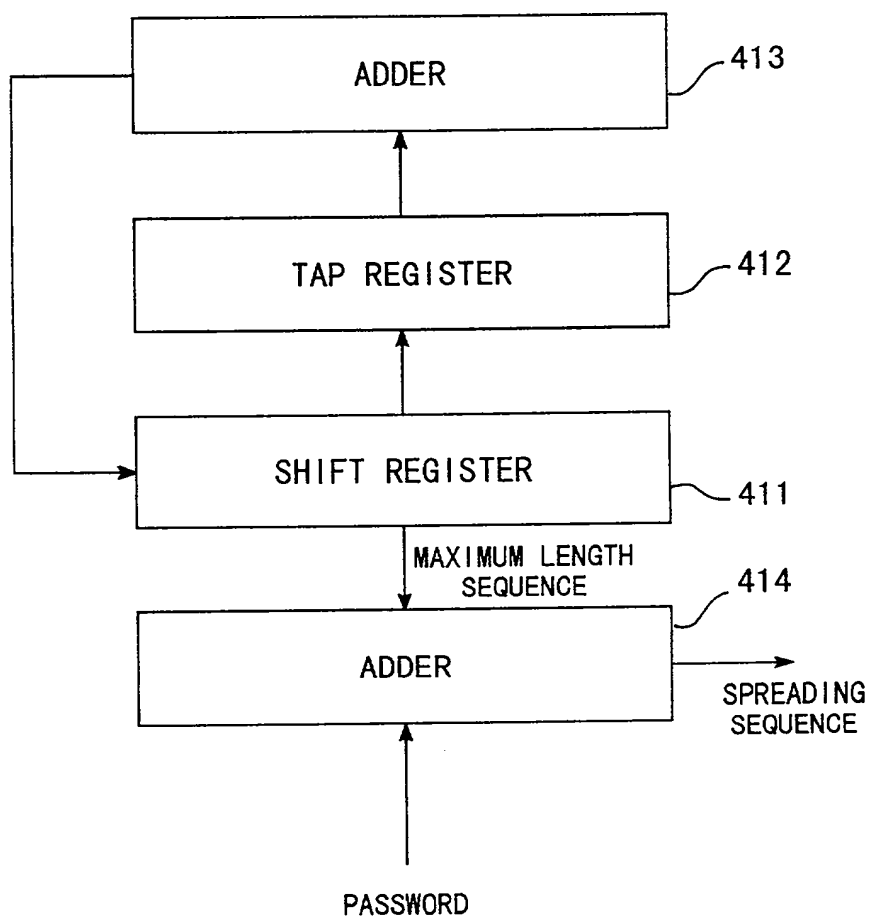 ADDER
413
TAP REGISTER
412
SHIFT REGISTER
411
MAXIMUM LENGTH
SEQUENCE
414
ADDER
SPREADING
SEQUENCE
PASSWORD